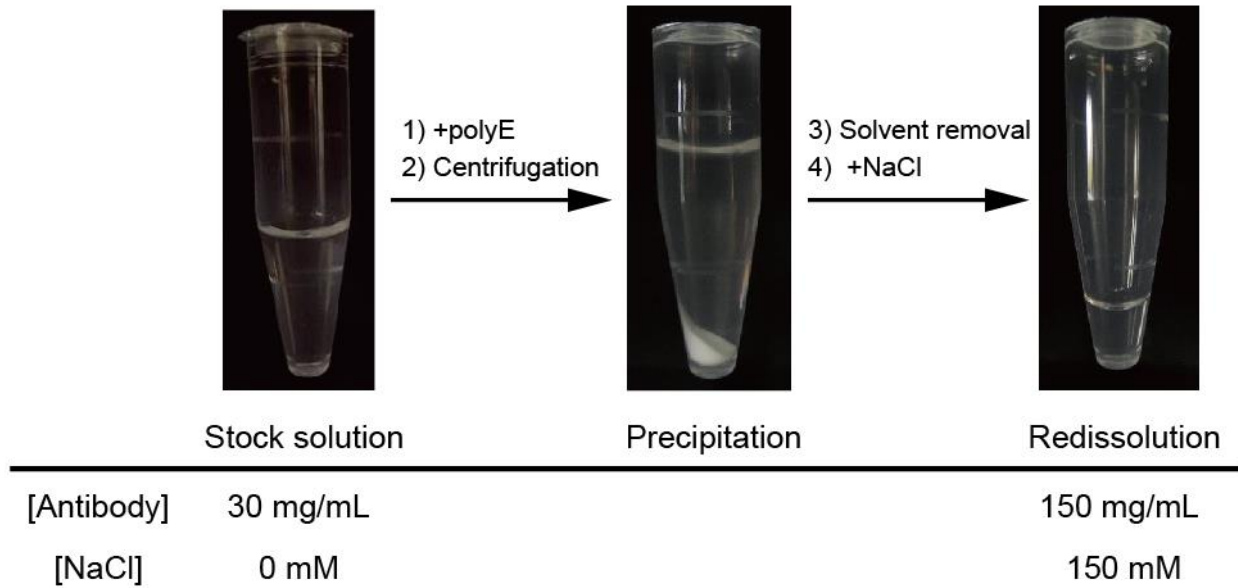 1) +polyE
2) Centrifugation
3) Solvent removal
4) +NaCl
Stock solution
Precipitation
Redissolution
[Antibody] 30 mg/mL 150 mg/mL
[NaCl] 0 mM 150 mM